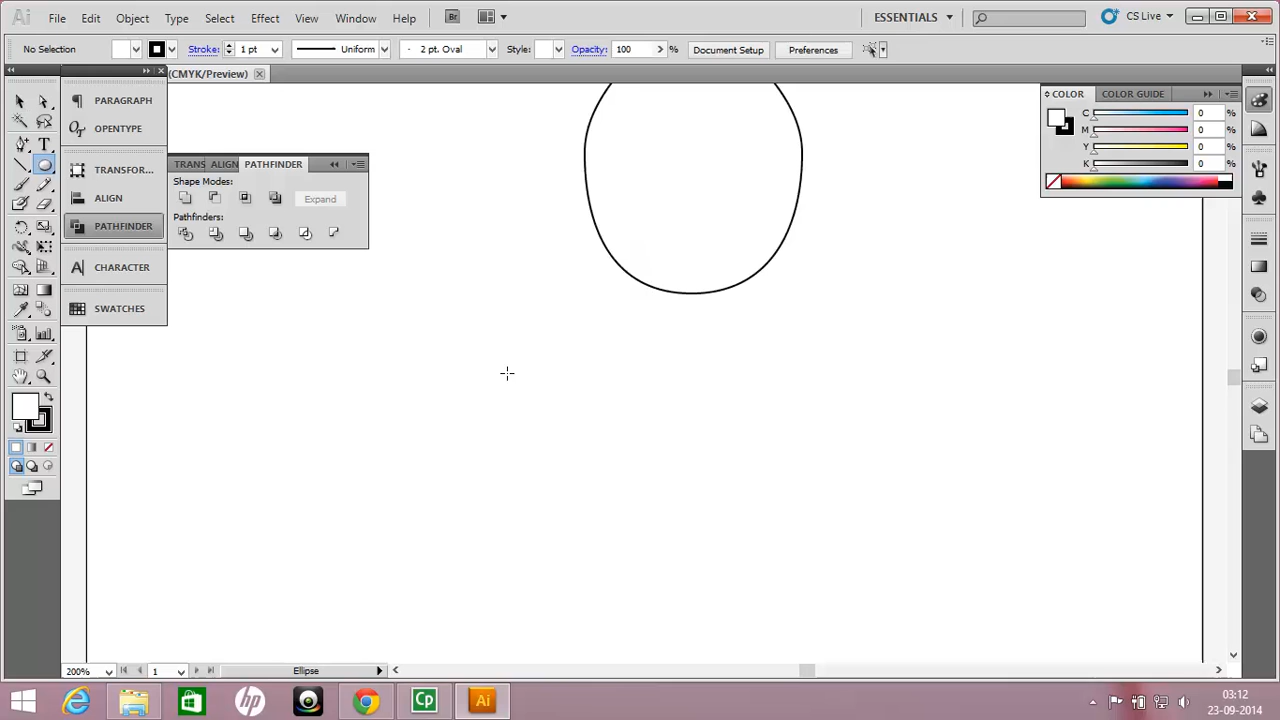 Ai File Edit Object Type Select Effect View Window Help Br ESSENTIALS CS Live
No Selection Stroke: 1 pt Uniform 2 pt. Oval Style: Opacity: 100 % Document Setup Preferences
(CMYK/Preview)
PARAGRAPH
OPENTYPE
TRANSFOR...
ALIGN
PATHFINDER
CHARACTER
SWATCHES
TRANS ALIGN PATHFINDER
Shape Modes:
Expand
Pathfinders:
COLOR COLOR GUIDE
C 0 %
M 0 %
Y 0 %
K 0 %
200% 1 Ellipse
hp Cp Ai
03:12
23-09-2014